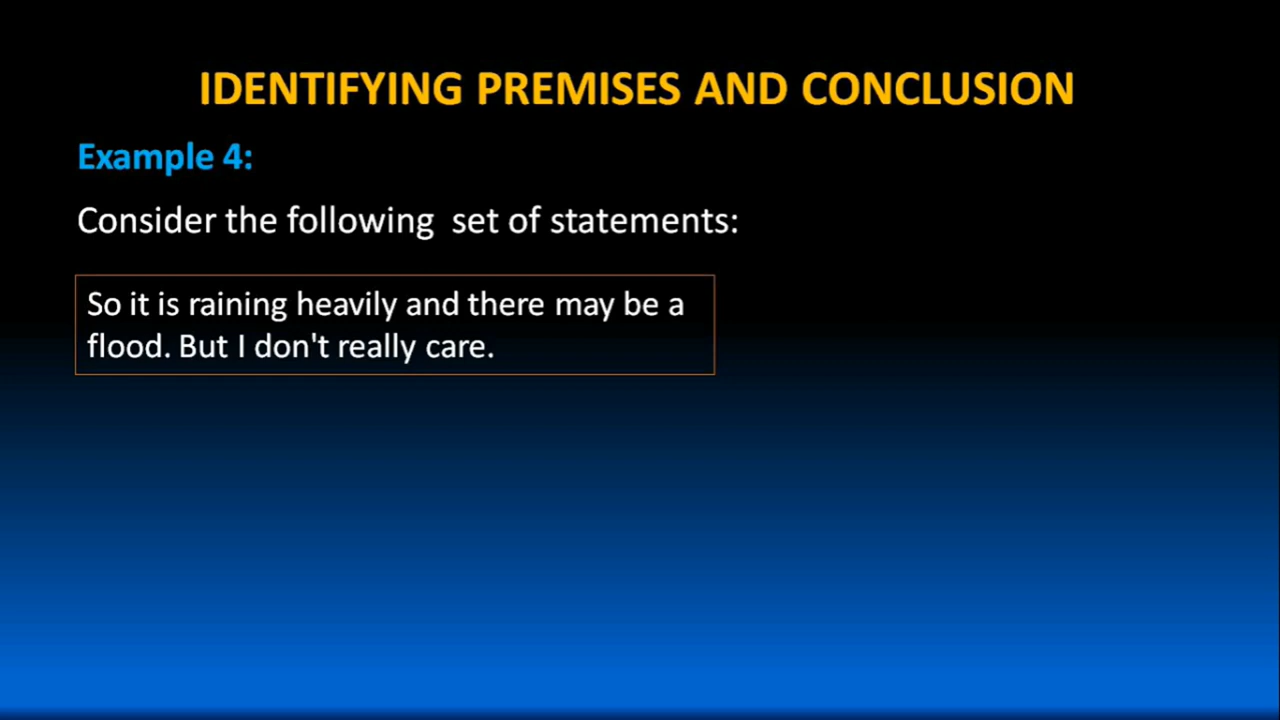 IDENTIFYING PREMISES AND CONCLUSION
Example 4:
Consider the following set of statements:
So it is raining heavily and there may be a
flood. But I don't really care.